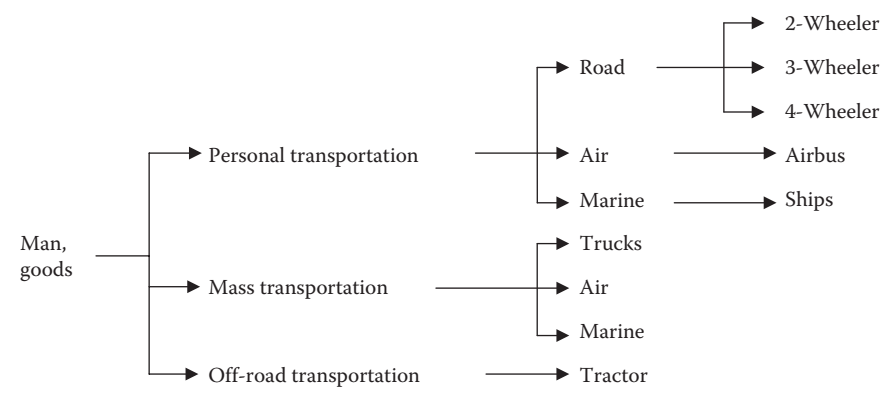 2-Wheeler
Road
3-Wheeler
4-Wheeler
Personal transportation
Air
Airbus
Marine
Ships
Man,
goods
Trucks
Mass transportation
Air
Marine
Off-road transportation
Tractor